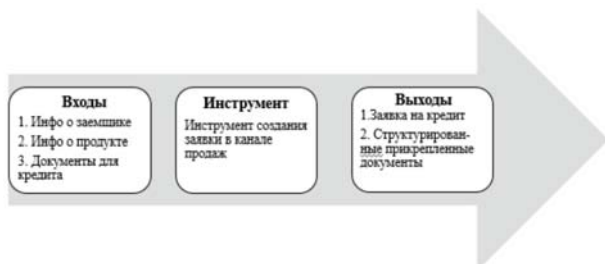 Входы
1. Инфо о заемщике
2. Инфо о продукте
3. Документы для
кредита
Инструмент
Инструмент создания
заявки в канале
продаж
Выходы
1.Заявка на кредит
2. Структурирован-
ные прикрепленные
документы